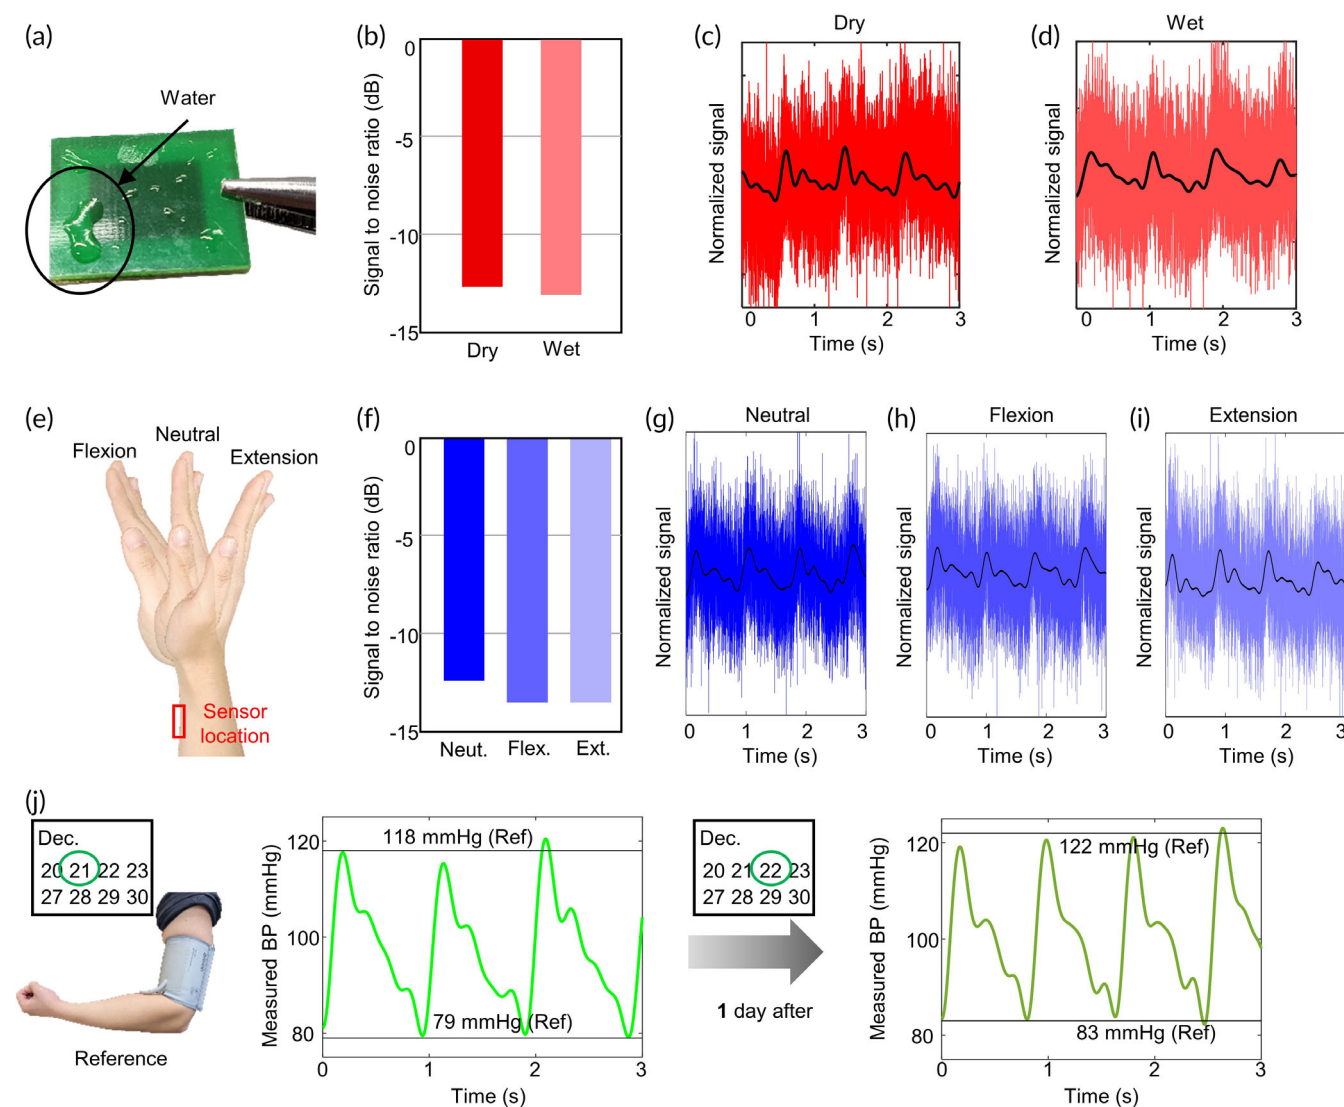 (a)
Water
(b)
Signal to noise ratio (dB)
0
-5
-10
-15
Dry
Wet
(c)
Dry
Normalized signal
0 1 2 3
Time (s)
(d)
Wet
Normalized signal
0 1 2 3
Time (s)
(e)
Flexion
Neutral
Extension
Sensor
location
(f)
Signal to noise ratio (dB)
0
-5
-10
-15
Neut.
Flex.
Ext.
(g)
Neutral
Normalized signal
0 1 2 3
Time (s)
(h)
Flexion
Normalized signal
0 1 2 3
Time (s)
(i)
Extension
Normalized signal
0 1 2 3
Time (s)
(j)
Dec.
20 21 22 23
27 28 29 30
Reference
Measured BP (mmHg)
120
100
80
118 mmHg (Ref)
79 mmHg (Ref)
0 1 2 3
Time (s)
Dec.
20 21 22 23
27 28 29 30
1 day after
Measured BP (mmHg)
120
100
80
122 mmHg (Ref)
83 mmHg (Ref)
0 1 2 3
Time (s)